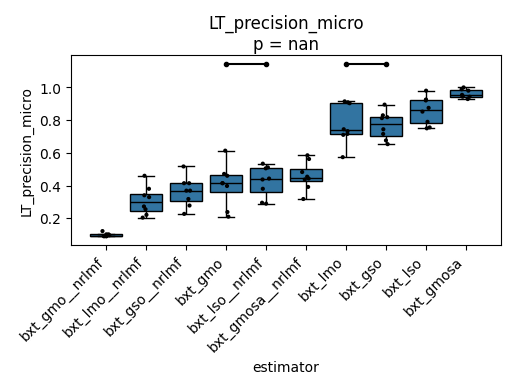 LT_precision_micro
p = nan
LT_precision_micro
1.0
0.8
0.6
0.4
0.2
bxt_gmo__nrlmf
bxt_lmo__nrlmf
bxt_gso__nrlmf
bxt_gmo
bxt_lso__nrlmf
bxt_gmosa__nrlmf
bxt_lmo
bxt_gso
bxt_lso
bxt_gmosa
estimator